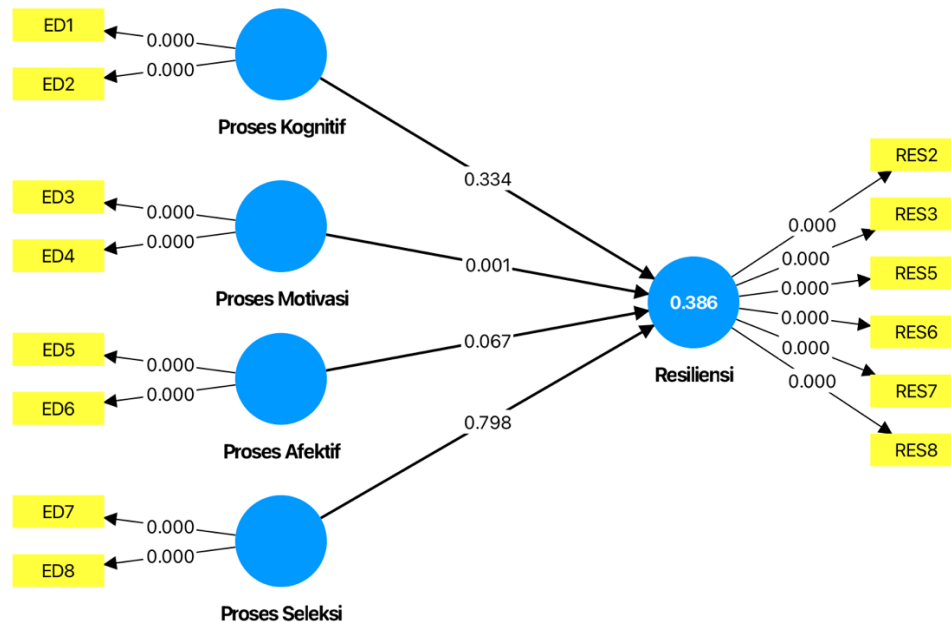 ED1
0.000
0.000
ED2
Proses Kognitif
0.334
ED3
0.000
0.000
ED4
Proses Motivasi
0.001
ED5
0.000
0.000
ED6
Proses Afektif
0.067
ED7
0.000
0.000
ED8
Proses Seleksi
0.798
0.386
Resiliensi
RES2
0.000
RES3
0.000
RES5
0.000
RES6
0.000
RES7
0.000
RES8
0.000